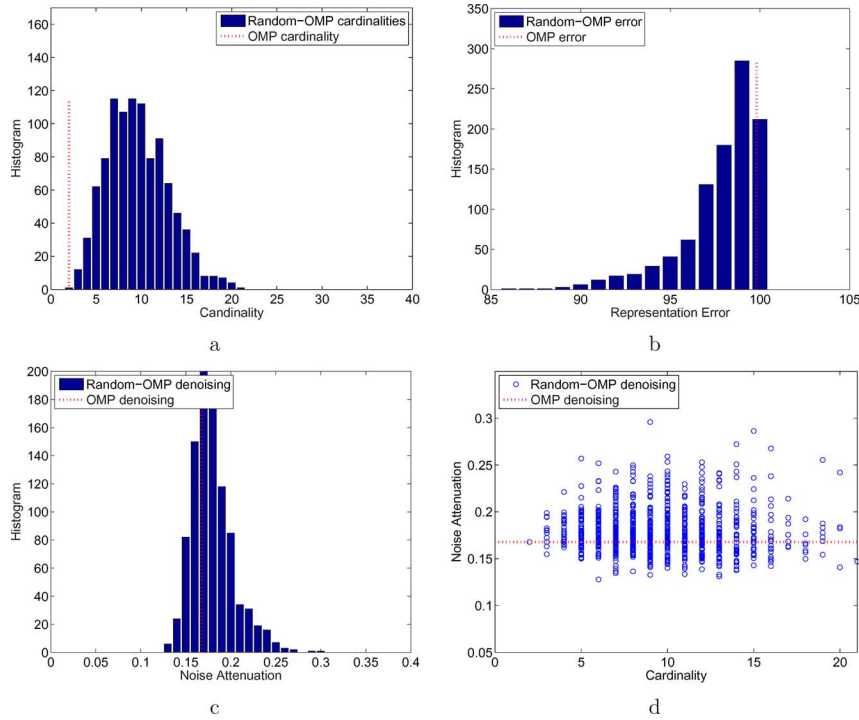 Random-OMP cardinalities
OMP cardinality
Histogram
160
140
120
100
80
60
40
20
0
0 5 10 15 20 25 30 35 40
Candinality
a
Random-OMP error
OMP error
Histogram
350
300
250
200
150
100
50
0
85 90 95 100 105
Representation Error
b
Random-OMP denoising
OMP denoising
Histogram
200
180
160
140
120
100
80
60
40
20
0
0 0.05 0.1 0.15 0.2 0.25 0.3 0.35 0.4
Noise Attenuation
c
Random-OMP denoising
OMP denoising
Noise Attenuation
0.3
0.25
0.2
0.15
0.1
0.05
0 5 10 15 20
Cardinality
d